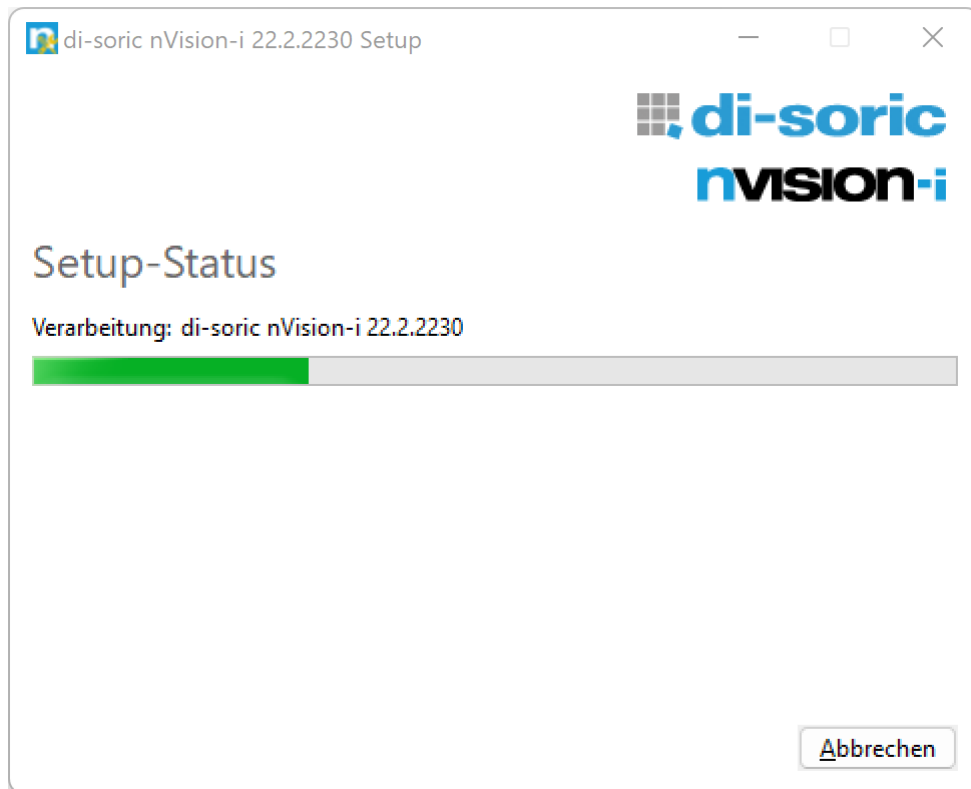 di-soric nVision-i 22.2.2230 Setup
di-soric
nvision-i
Setup-Status
Verarbeitung: di-soric nVision-i 22.2.2230
Abbrechen